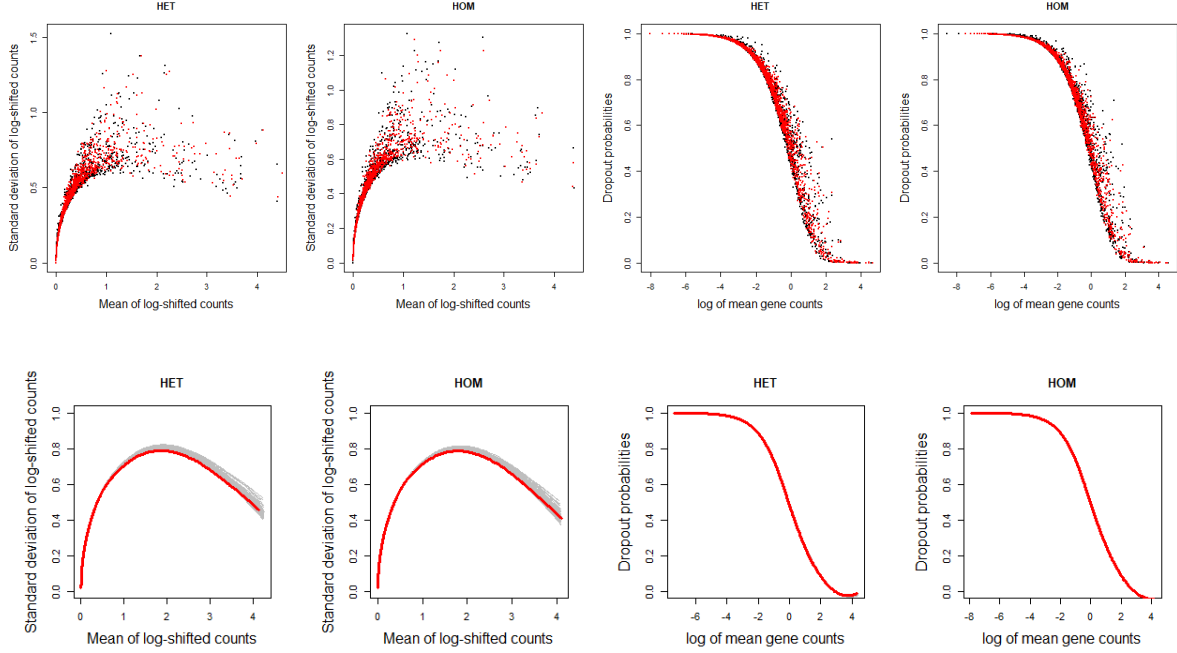 HET
Standard deviation of log-shifted counts
0.0 0.5 1.0 1.5
0 1 2 3 4
Mean of log-shifted counts
HOM
Standard deviation of log-shifted counts
0.0 0.2 0.4 0.6 0.8 1.0 1.2
0 1 2 3 4
Mean of log-shifted counts
HET
Dropout probabilities
0.0 0.2 0.4 0.6 0.8 1.0
-8 -6 -4 -2 0 2 4
log of mean gene counts
HOM
Dropout probabilities
0.0 0.2 0.4 0.6 0.8 1.0
-8 -6 -4 -2 0 2 4
log of mean gene counts
HET
Standard deviation of log-shifted counts
0.0 0.2 0.4 0.6 0.8 1.0
0 1 2 3 4
Mean of log-shifted counts
HOM
Standard deviation of log-shifted counts
0.0 0.2 0.4 0.6 0.8 1.0
0 1 2 3 4
Mean of log-shifted counts
HET
Dropout probabilities
0.0 0.2 0.4 0.6 0.8 1.0
-6 -4 -2 0 2 4
log of mean gene counts
HOM
Dropout probabilities
0.0 0.2 0.4 0.6 0.8 1.0
-8 -6 -4 -2 0 2 4
log of mean gene counts